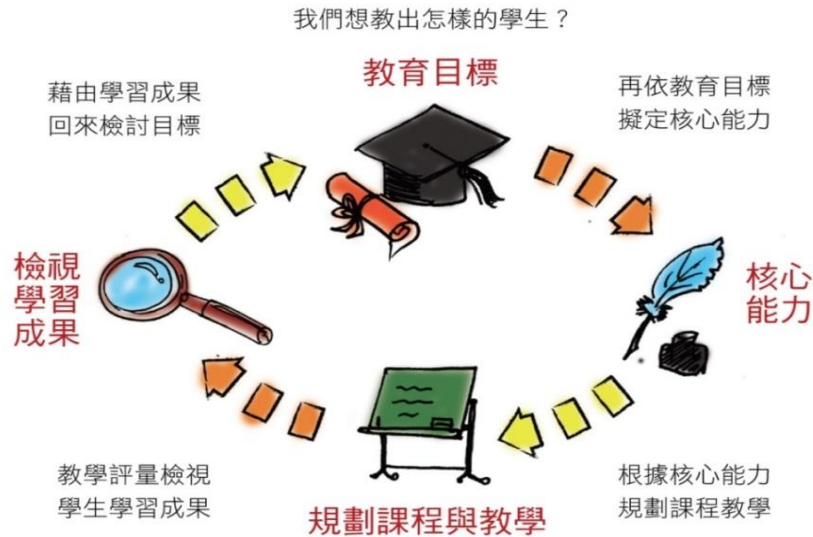 我們想教出怎樣的學生？
教育目標
藉由學習成果
回來檢討目標
再依教育目標
擬定核心能力
檢視
學習
成果
核心
能力
教學評量檢視
學生學習成果
規劃課程與教學
根據核心能力
規劃課程教學